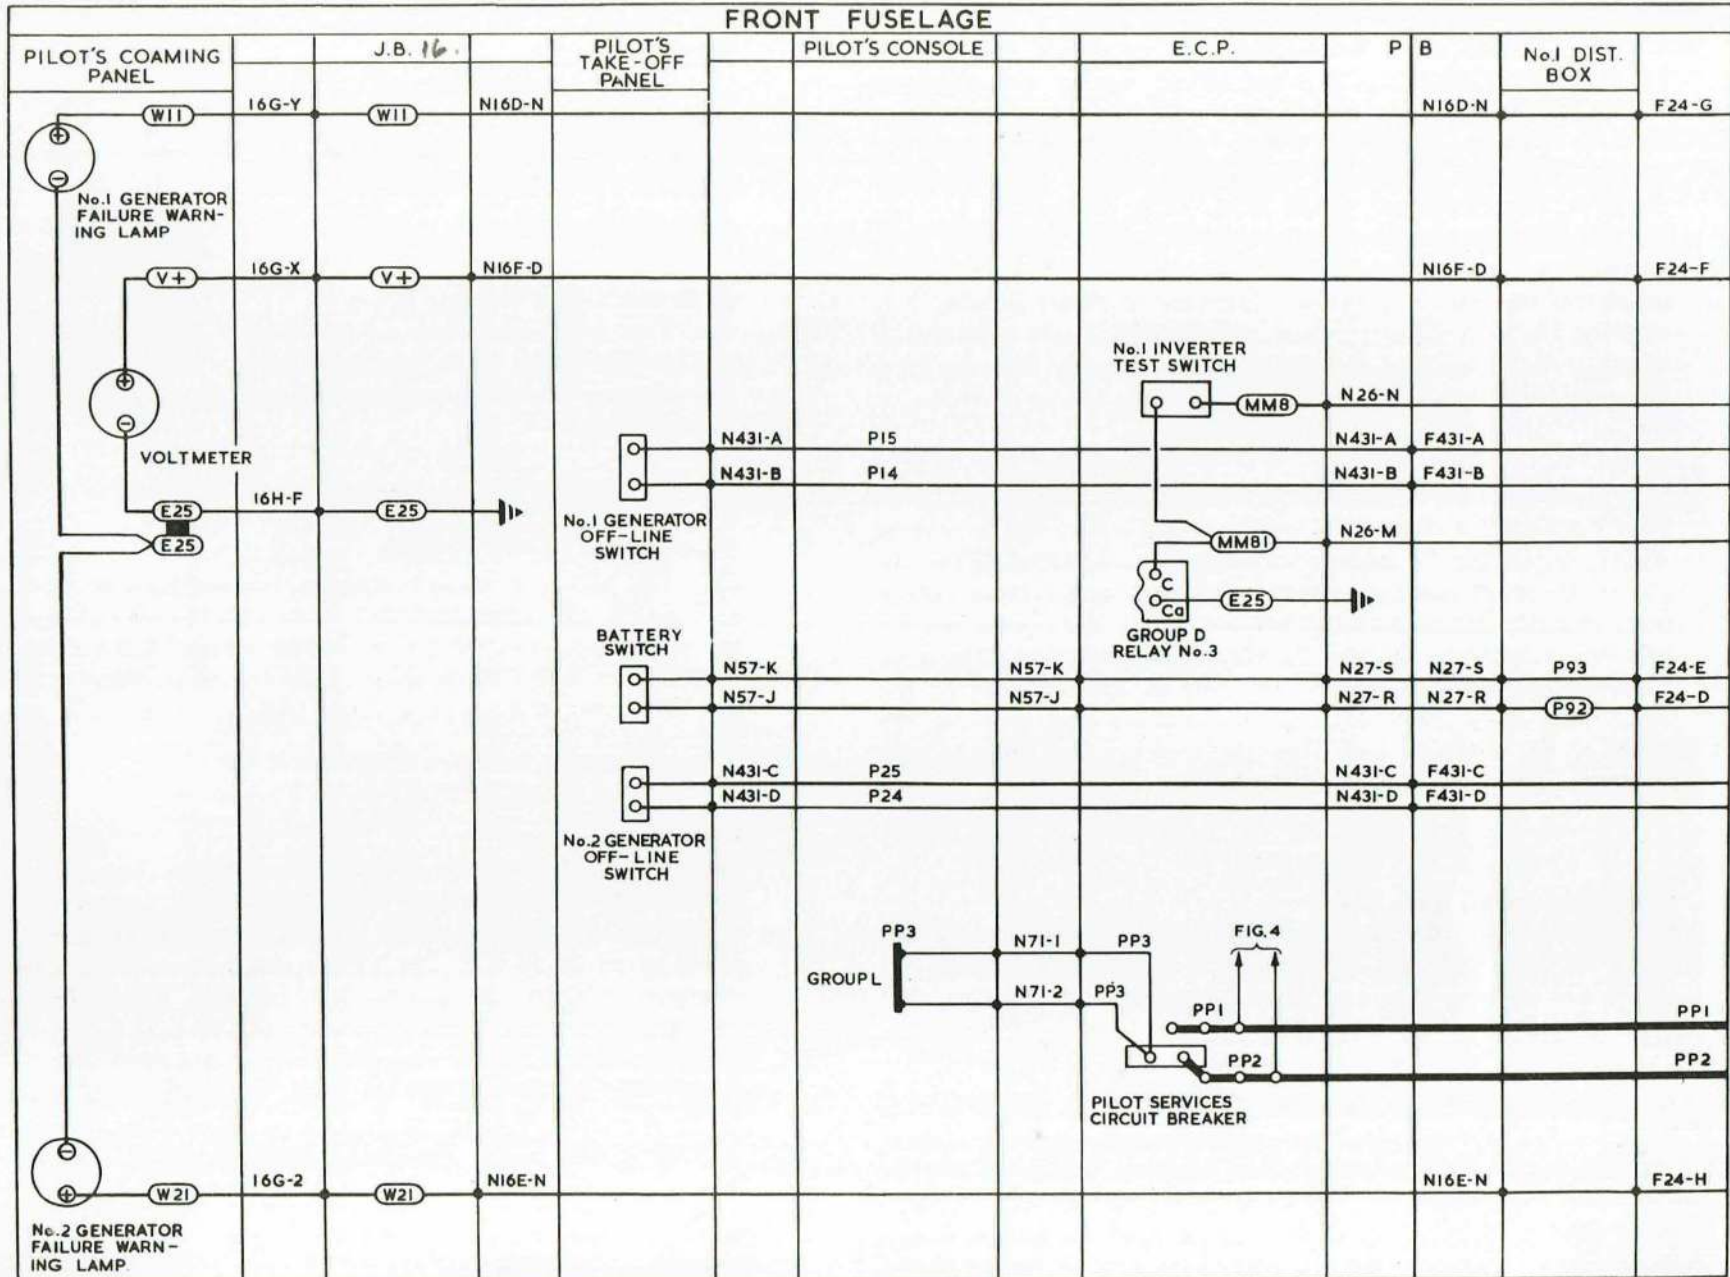 FRONT FUSELAGE
PILOT'S COAMING
PANEL
J.B. 16.
PILOT'S
TAKE-OFF
PANEL
PILOT'S CONSOLE
E.C.P.
P B
No.1 DIST.
BOX
W11
16G-Y
W11
N16D-N
N16D-N
F24-G
No.1 GENERATOR
FAILURE WARN-
ING LAMP
V+
16G-X
V+
N16F-D
N16F-D
F24-F
No.1 INVERTER
TEST SWITCH
MM8
N26-N
VOLTMETER
N431-A
P15
N431-A
F431-A
N431-B
P14
N431-B
F431-B
E25
16H-F
E25
E25
No.1 GENERATOR
OFF-LINE
SWITCH
MM81
N26-M
C
Ca
E25
GROUP D
RELAY No.3
BATTERY
SWITCH
N57-K
N57-K
N27-S
N27-S
P93
F24-E
N57-J
N57-J
N27-R
N27-R
P92
F24-D
N431-C
P25
N431-C
F431-C
N431-D
P24
N431-D
F431-D
No.2 GENERATOR
OFF-LINE
SWITCH
PP3
N71-1
PP3
FIG.4
GROUP L
N71-2
PP3
PP1
PP1
PP2
PP2
PILOT SERVICES
CIRCUIT BREAKER
W21
16G-2
W21
N16E-N
N16E-N
F24-H
No.2 GENERATOR
FAILURE WARN-
ING LAMP.